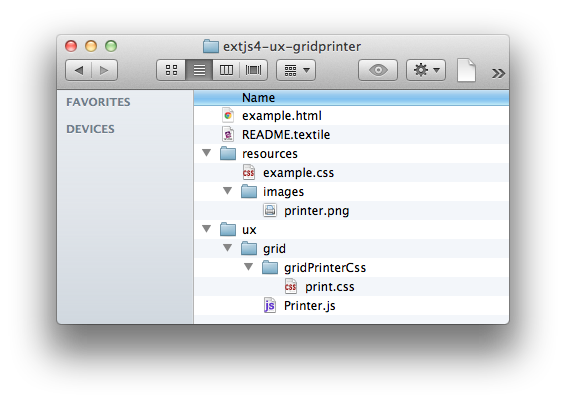 extjs4-ux-gridprinter
FAVORITES
DEVICES
Name
example.html
README.textile
resources
example.css
images
printer.png
ux
grid
gridPrinterCss
print.css
Printer.js